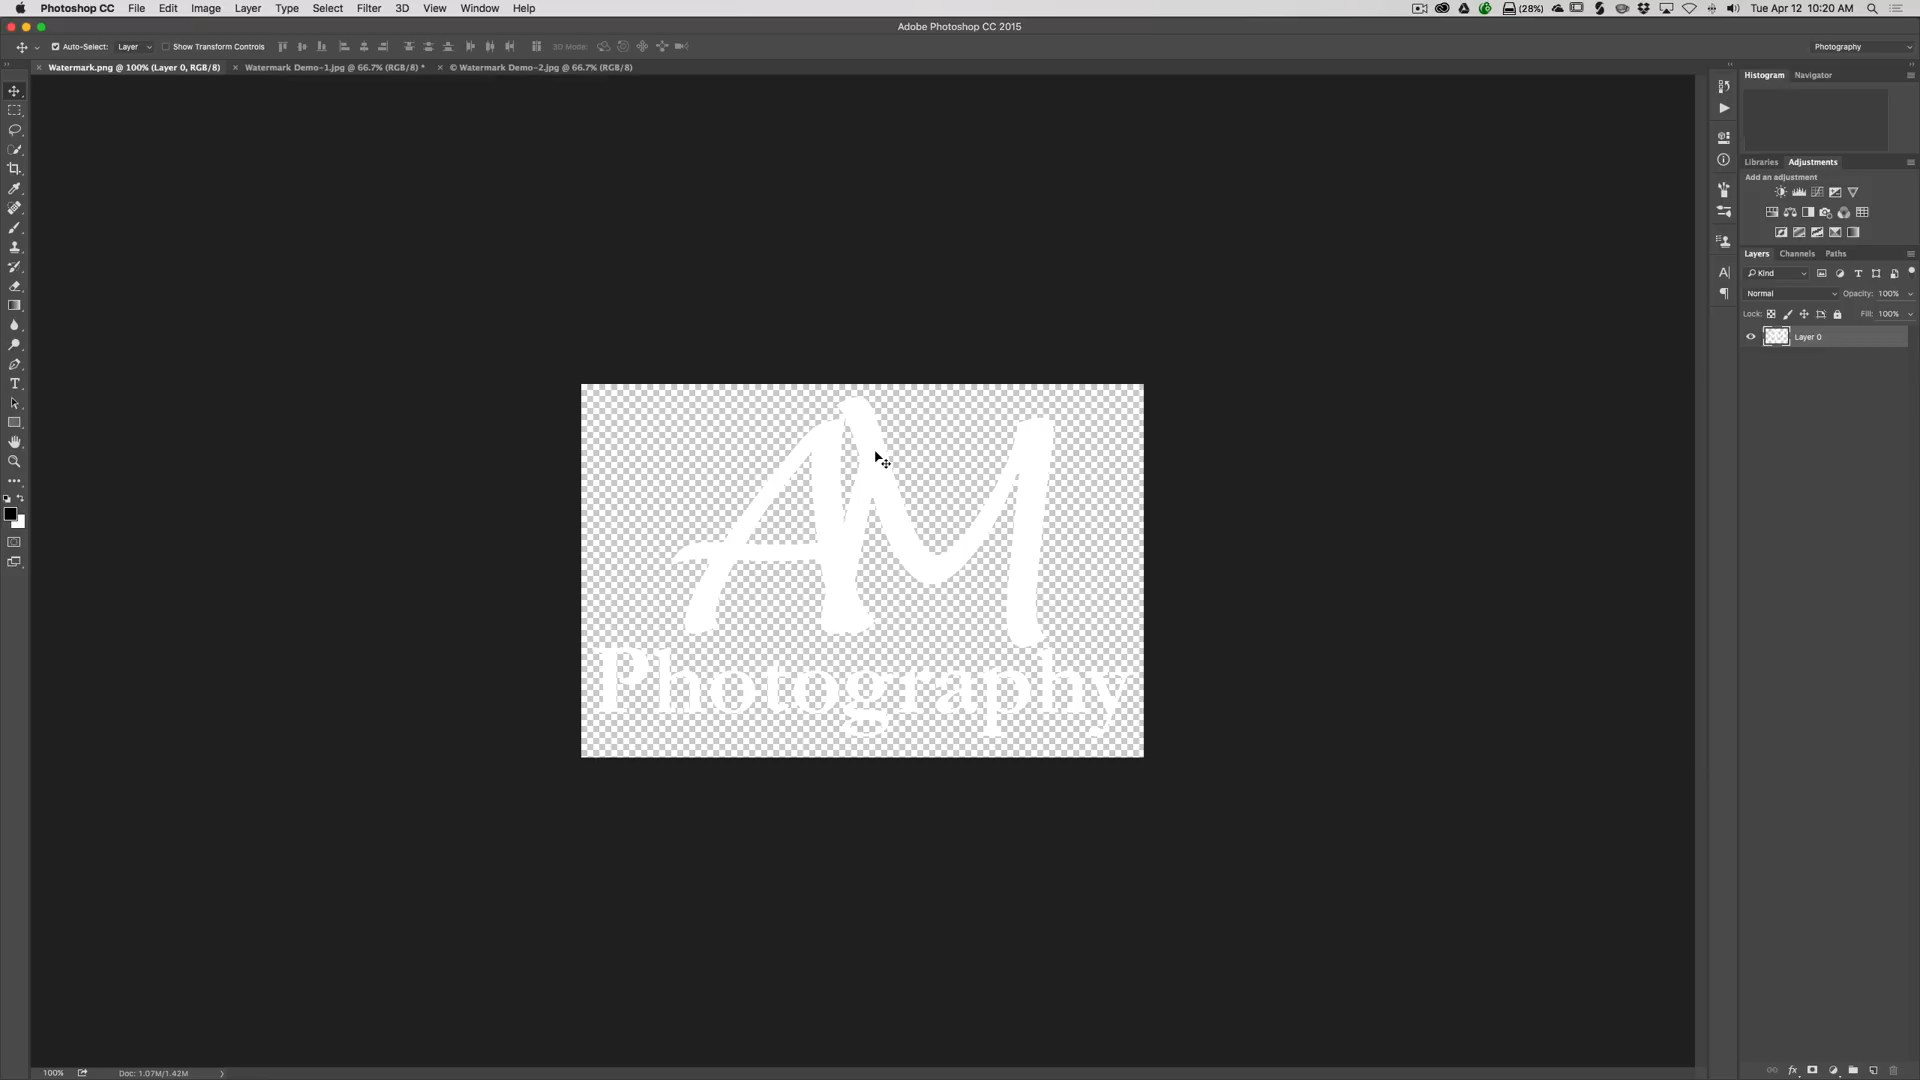 Photoshop CC File Edit Image Layer Type Select Filter 3D View Window Help (28%) Tue Apr 12 10:20 AM
Adobe Photoshop CC 2015
Auto-Select: Layer Show Transform Controls 3D Mode: Photography
Watermark.png @ 100% (Layer 0, RGB/8) Watermark Demo-1.jpg @ 66.7% (RGB/8) * © Watermark Demo-2.jpg @ 66.7% (RGB/8)
Histogram Navigator
Libraries Adjustments
Add an adjustment
Layers Channels Paths
Kind
Normal Opacity: 100%
Lock: Fill: 100%
Layer 0
AM
Photography
100% Doc: 1.07M/1.42M